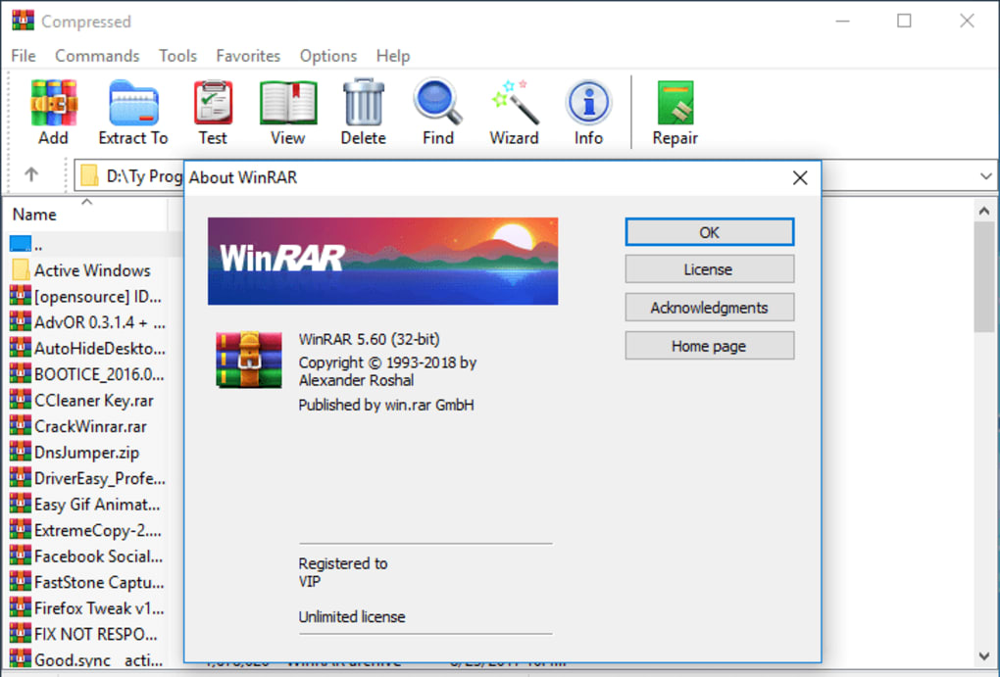 Compressed
File Commands Tools Favorites Options Help
Add Extract To Test View Delete Find Wizard Info Repair
D:\Ty Prog
About WinRAR
Name
..
Active Windows
[opensource] ID...
AdvOR 0.3.1.4 + ...
AutoHideDeskto...
BOOTICE_2016.0...
CCleaner Key.rar
CrackWinrar.rar
DnsJumper.zip
DriverEasy_Profe...
Easy Gif Animat...
ExtremeCopy-2....
Facebook Social...
FastStone Captu...
Firefox Tweak v1...
FIX NOT RESPO...
Good.sync acti...
WinRAR
OK
License
Acknowledgments
Home page
WinRAR 5.60 (32-bit)
Copyright © 1993-2018 by
Alexander Roshal
Published by win.rar GmbH
Registered to
VIP
Unlimited license